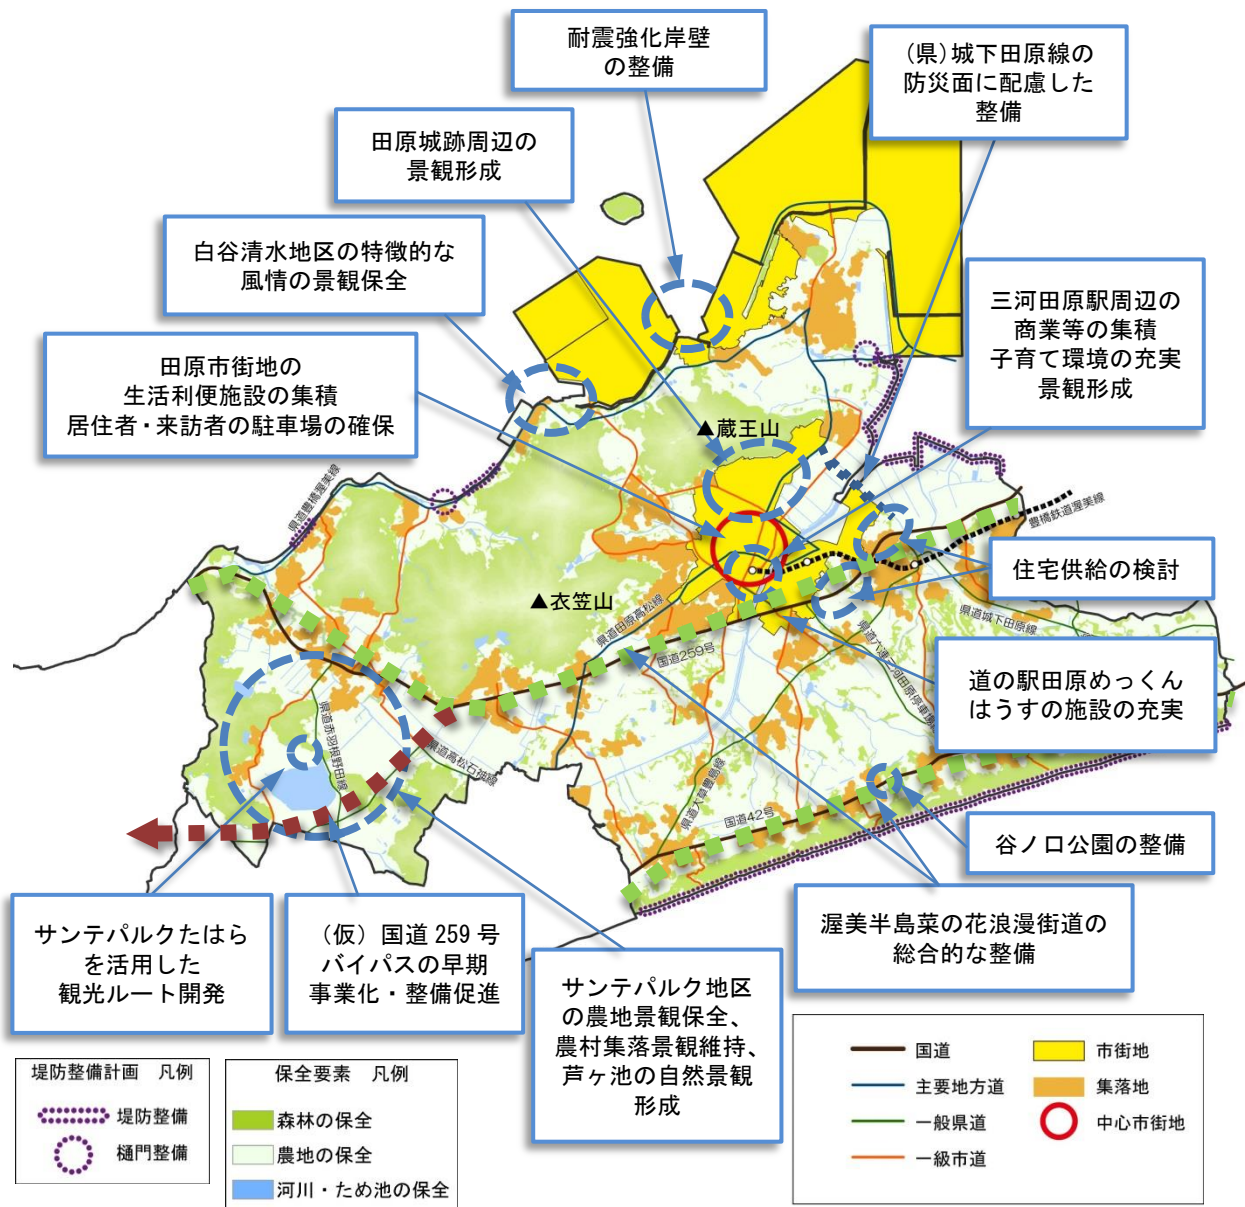 耐震強化岸壁
の整備
(県)城下田原線の
防災面に配慮した
整備
田原城跡周辺の
景観形成
白谷清水地区の特徴的な
風情の景観保全
三河田原駅周辺の
商業等の集積
子育て環境の充実
景観形成
田原市街地の
生活利便施設の集積
居住者・来訪者の駐車場の確保
▲蔵王山
県道豊橋渥美線
豊橋鉄道渥美線
住宅供給の検討
▲衣笠山
県道田原高松線
国道259号
県道城下田原線
道の駅田原めっくん
はうすの施設の充実
県道赤羽根野田線
県道高松石神線
県道大草豊島線
国道42号
谷ノ口公園の整備
渥美半島菜の花浪漫街道の
総合的な整備
サンテパルクたはら
を活用した
観光ルート開発
(仮)国道 259 号
バイパスの早期
事業化・整備促進
サンテパルク地区
の農地景観保全、
農村集落景観維持、
芦ヶ池の自然景観
形成
堤防整備計画 凡例
堤防整備
樋門整備
保全要素 凡例
森林の保全
農地の保全
河川・ため池の保全
国道
主要地方道
一般県道
一級市道
市街地
集落地
中心市街地